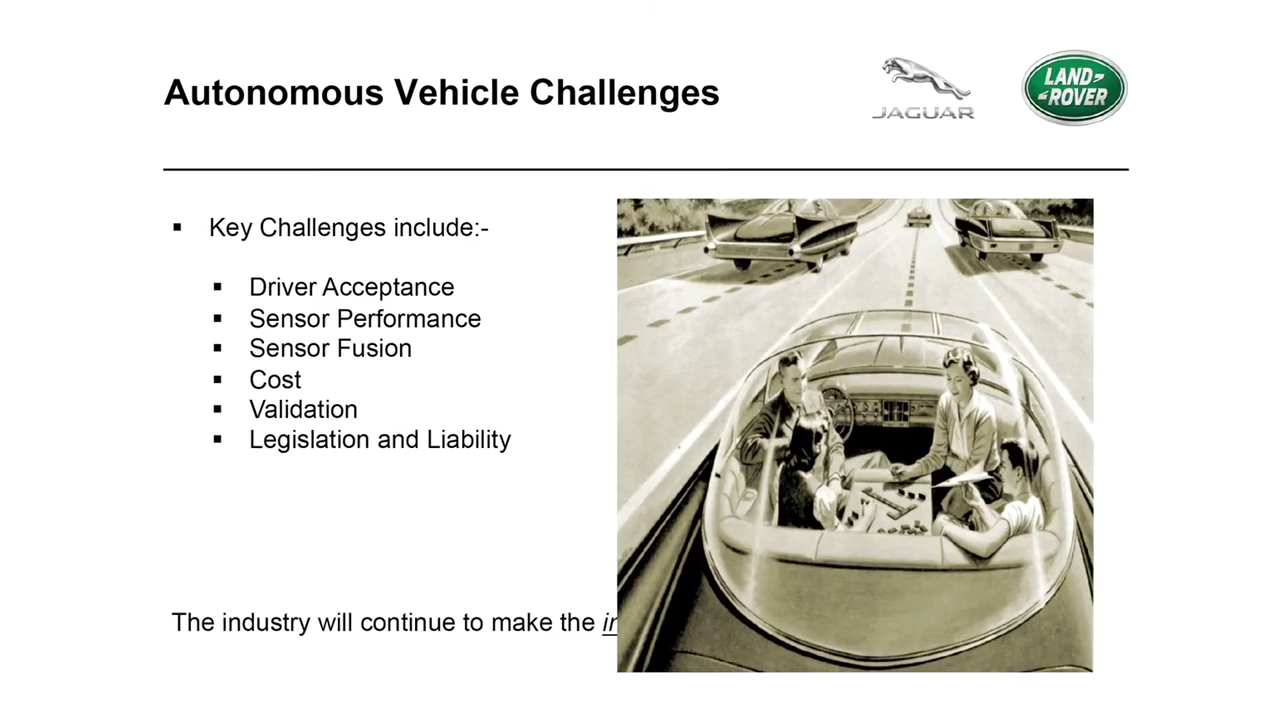 Autonomous Vehicle Challenges
JAGUAR
LAND-
-ROVER
▪ Key Challenges include:-
▪ Driver Acceptance
▪ Sensor Performance
▪ Sensor Fusion
▪ Cost
▪ Validation
▪ Legislation and Liability
The industry will continue to make the